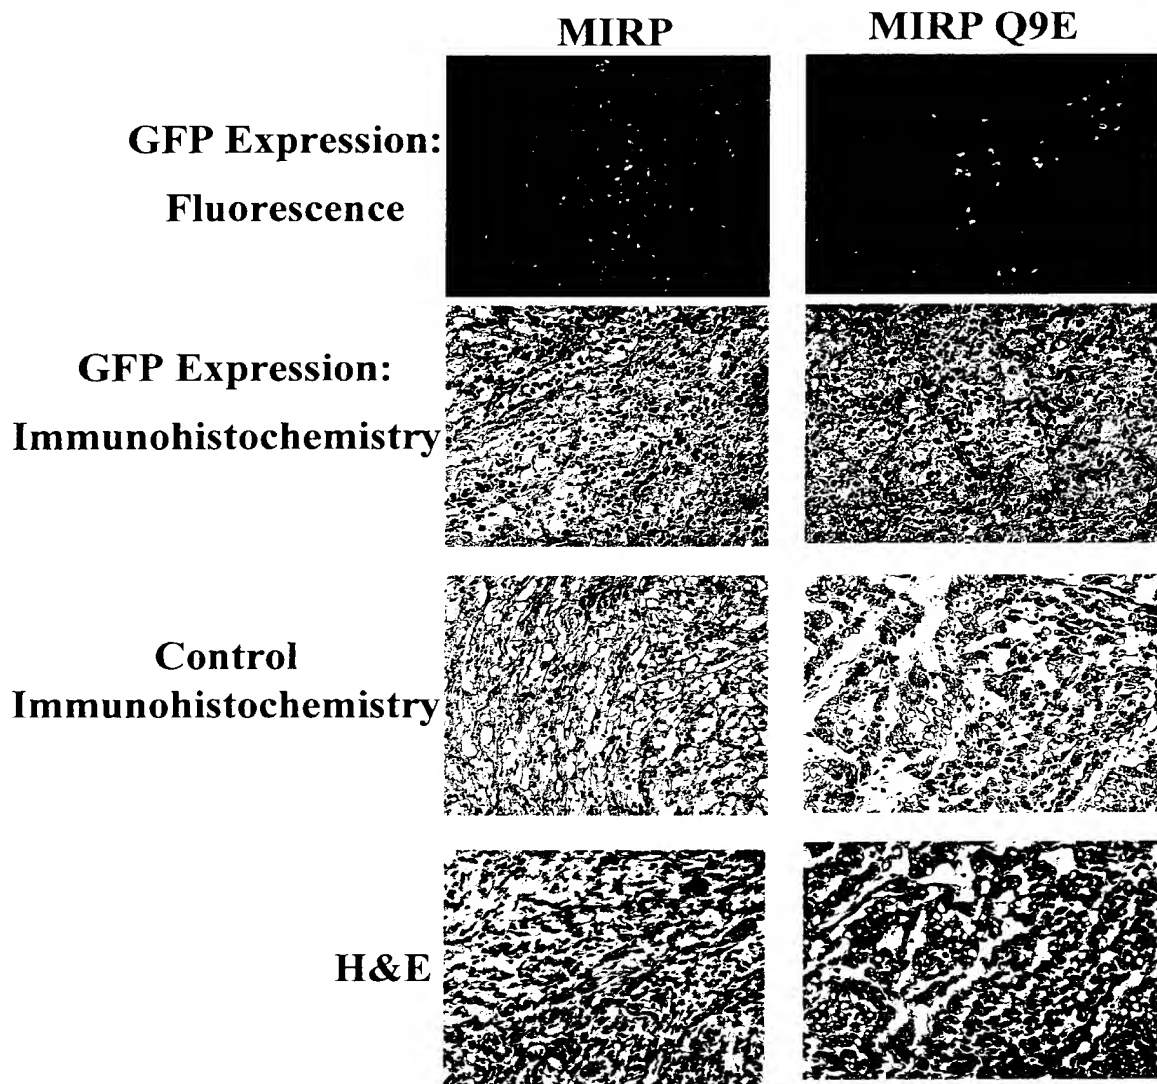 MIRP
MIRP Q9E
GFP Expression:
Fluorescence
GFP Expression:
Immunohistochemistry
Control
Immunohistochemistry
H&E